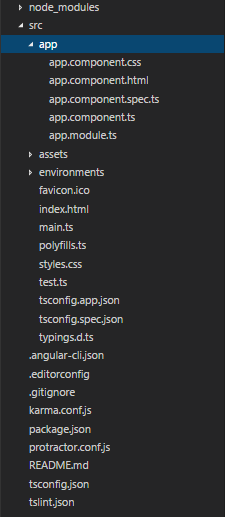 node_modules
src
app
app.component.css
app.component.html
app.component.spec.ts
app.component.ts
app.module.ts
assets
environments
favicon.ico
index.html
main.ts
polyfills.ts
styles.css
test.ts
tsconfig.app.json
tsconfig.spec.json
typings.d.ts
.angular-cli.json
.editorconfig
.gitignore
karma.conf.js
package.json
protractor.conf.js
README.md
tsconfig.json
tslint.json